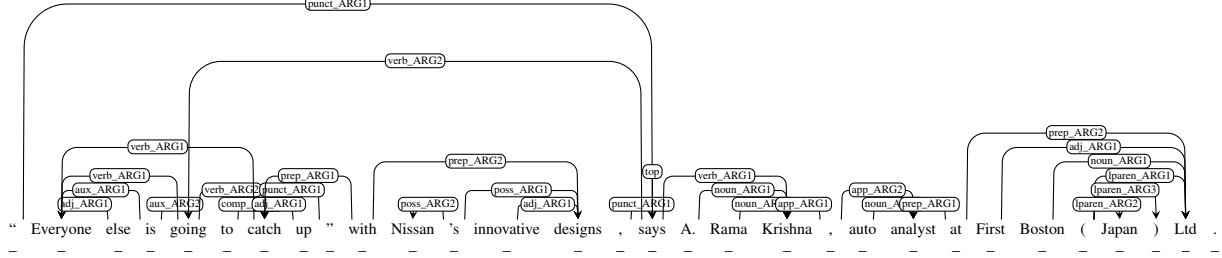 punct_ARG1
verb_ARG2
prep_ARG2
verb_ARG1 adj_ARG1
prep_ARG2 noun_ARG1
top
verb_ARG1 prep_ARG1 verb_ARG1 lparen_ARG1
aux_ARG1 verb_ARG2 punct_ARG1 poss_ARG1 noun_ARG1 app_ARG2 lparen_ARG3
adj_ARG1 aux_ARG2 adj_ARG1 poss_ARG2 adj_ARG1 punct_ARG1 app_ARG1 prep_ARG1 lparen_ARG2
“ Everyone else is going to catch up ” with Nissan 's innovative designs , says A. Rama Krishna , auto analyst at First Boston ( Japan ) Ltd .
_ _ _ _ _ _ _ _ _ _ _ _ _ _ _ _ _ _ _ _ _ _ _ _ _ _ _ _ _ _